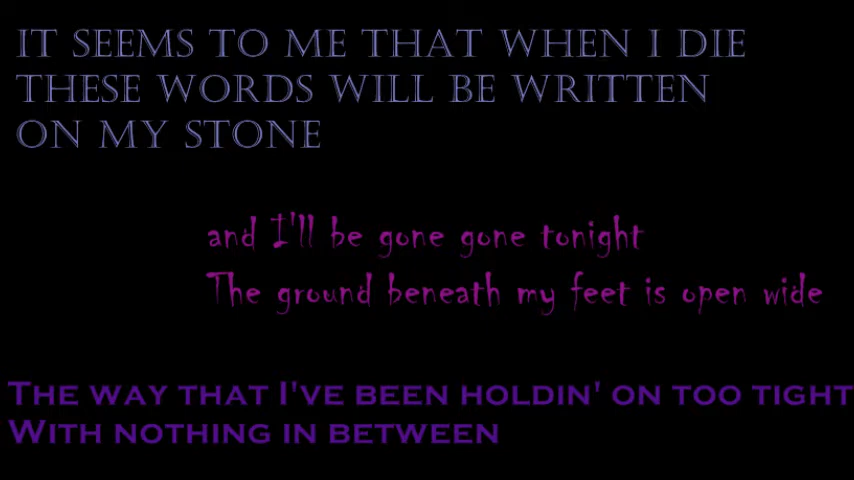 IT SEEMS TO ME THAT WHEN I DIE
THESE WORDS WILL BE WRITTEN
ON MY STONE
and I'll be gone gone tonight
The ground beneath my feet is open wide
THE WAY THAT I'VE BEEN HOLDIN' ON TOO TIGHT
WITH NOTHING IN BETWEEN